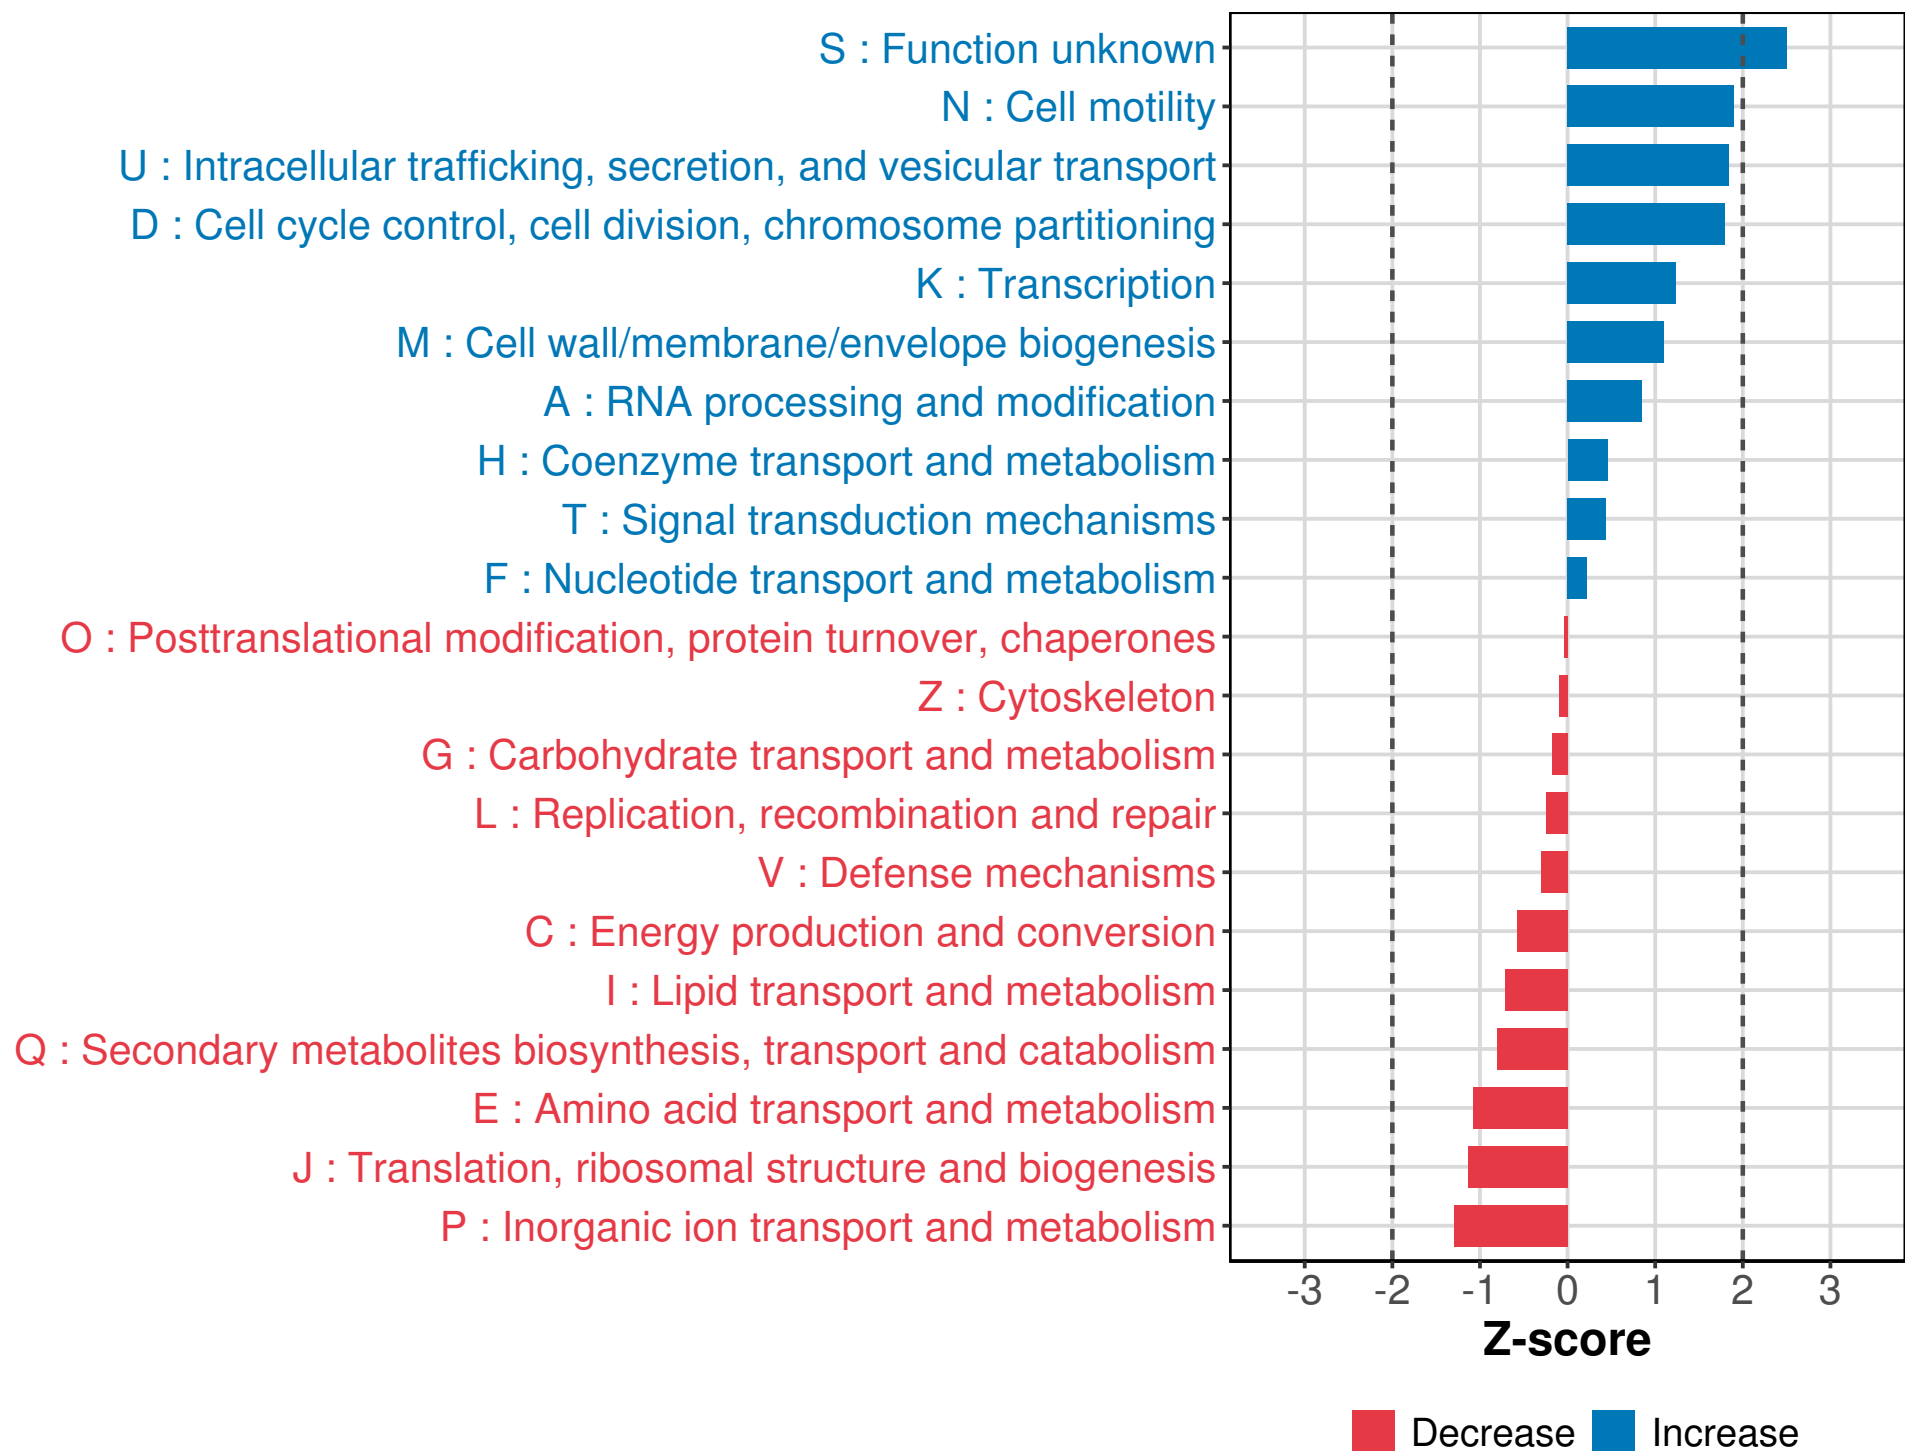 S : Function unknown
N : Cell motility
U : Intracellular trafficking, secretion, and vesicular transport
D : Cell cycle control, cell division, chromosome partitioning
K : Transcription
M : Cell wall/membrane/envelope biogenesis
A : RNA processing and modification
H : Coenzyme transport and metabolism
T : Signal transduction mechanisms
F : Nucleotide transport and metabolism
O : Posttranslational modification, protein turnover, chaperones
Z : Cytoskeleton
G : Carbohydrate transport and metabolism
L : Replication, recombination and repair
V : Defense mechanisms
C : Energy production and conversion
I : Lipid transport and metabolism
Q : Secondary metabolites biosynthesis, transport and catabolism
E : Amino acid transport and metabolism
J : Translation, ribosomal structure and biogenesis
P : Inorganic ion transport and metabolism
-3 -2 -1 0 1 2 3
Z-score
Decrease Increase